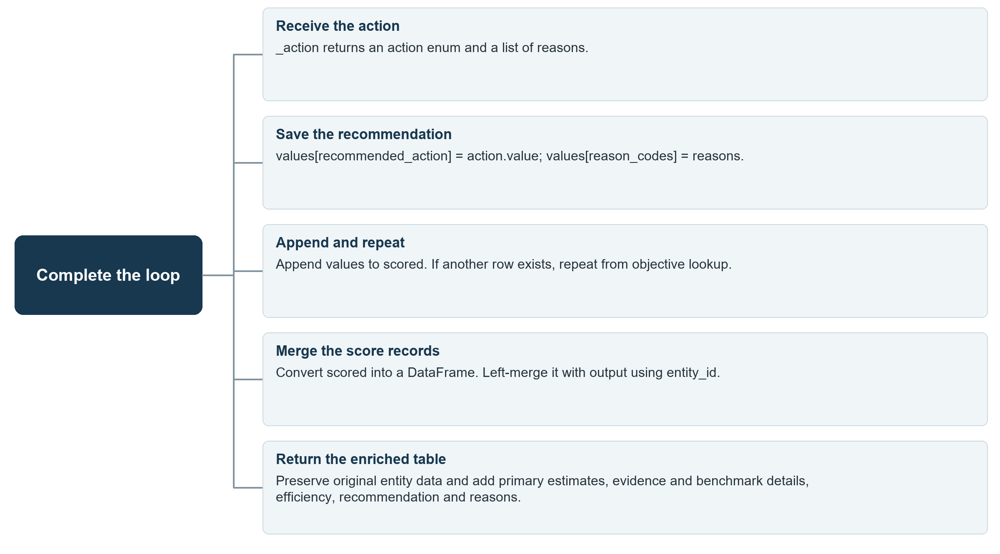 Complete the loop
Receive the action
_action returns an action enum and a list of reasons.
Save the recommendation
values[recommended_action] = action.value; values[reason_codes] = reasons.
Append and repeat
Append values to scored. If another row exists, repeat from objective lookup.
Merge the score records
Convert scored into a DataFrame. Left-merge it with output using entity_id.
Return the enriched table
Preserve original entity data and add primary estimates, evidence and benchmark details,
efficiency, recommendation and reasons.